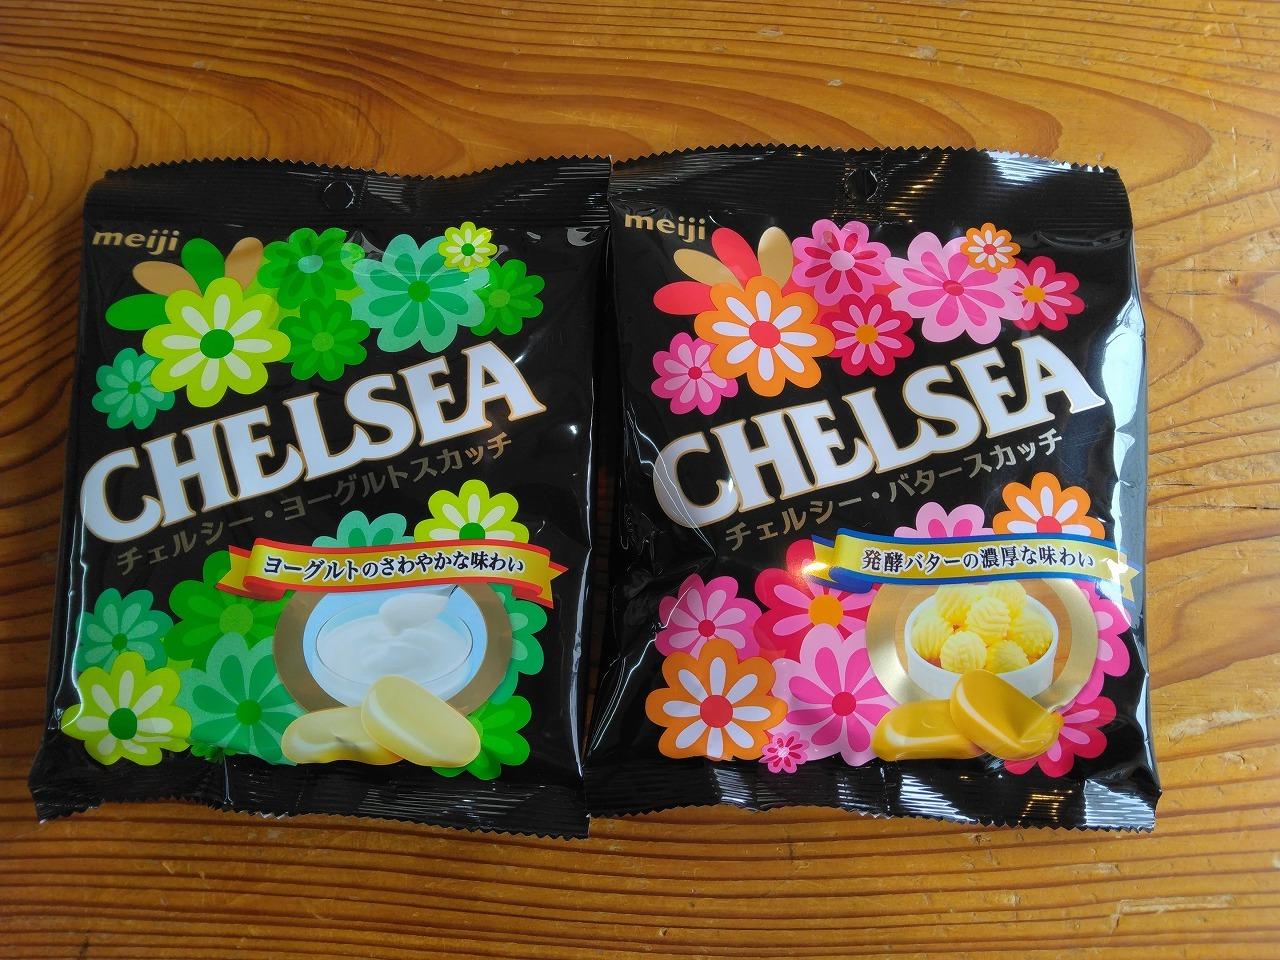 meiji
CHELSEA
チェルシー・ヨーグルトスカッチ
ヨーグルトのさわやかな味わい
meiji
CHELSEA
チェルシー・バタースカッチ
発酵バターの濃厚な味わい